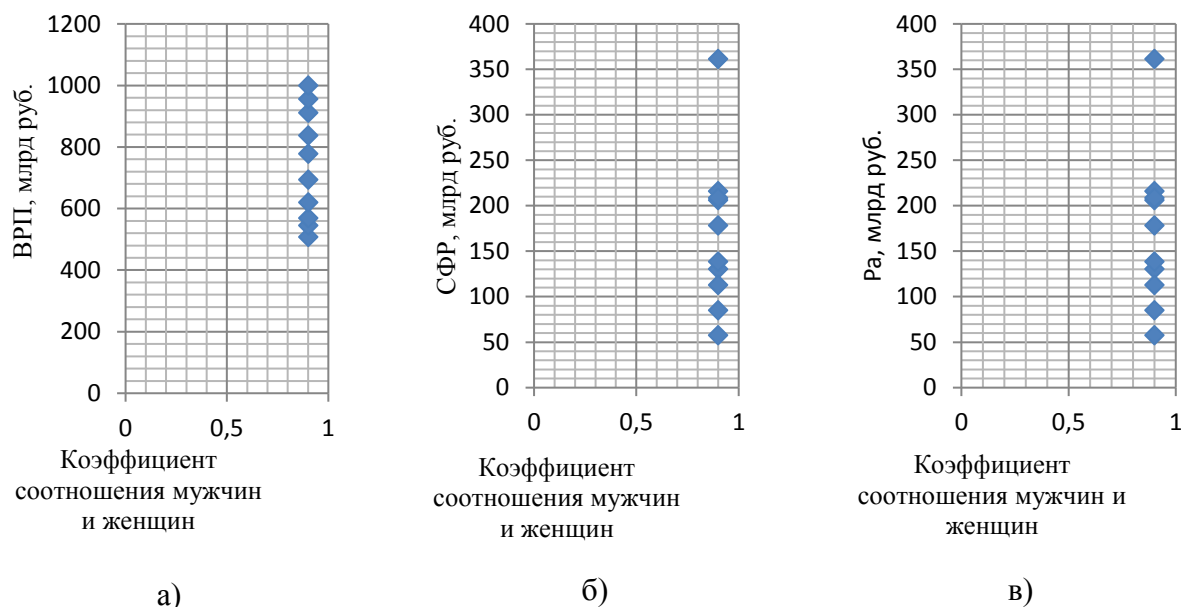 1200
1000
800
600
400
200
0
ВРП, млрд руб.
0 0,5 1
Коэффициент
соотношения мужчин
и женщин
а)
400
350
300
250
200
150
100
50
0
СФР, млрд руб.
0 0,5 1
Коэффициент
соотношения мужчин
и женщин
б)
400
350
300
250
200
150
100
50
0
Ра, млрд руб.
0 0,5 1
Коэффициент
соотношения мужчин и
женщин
в)